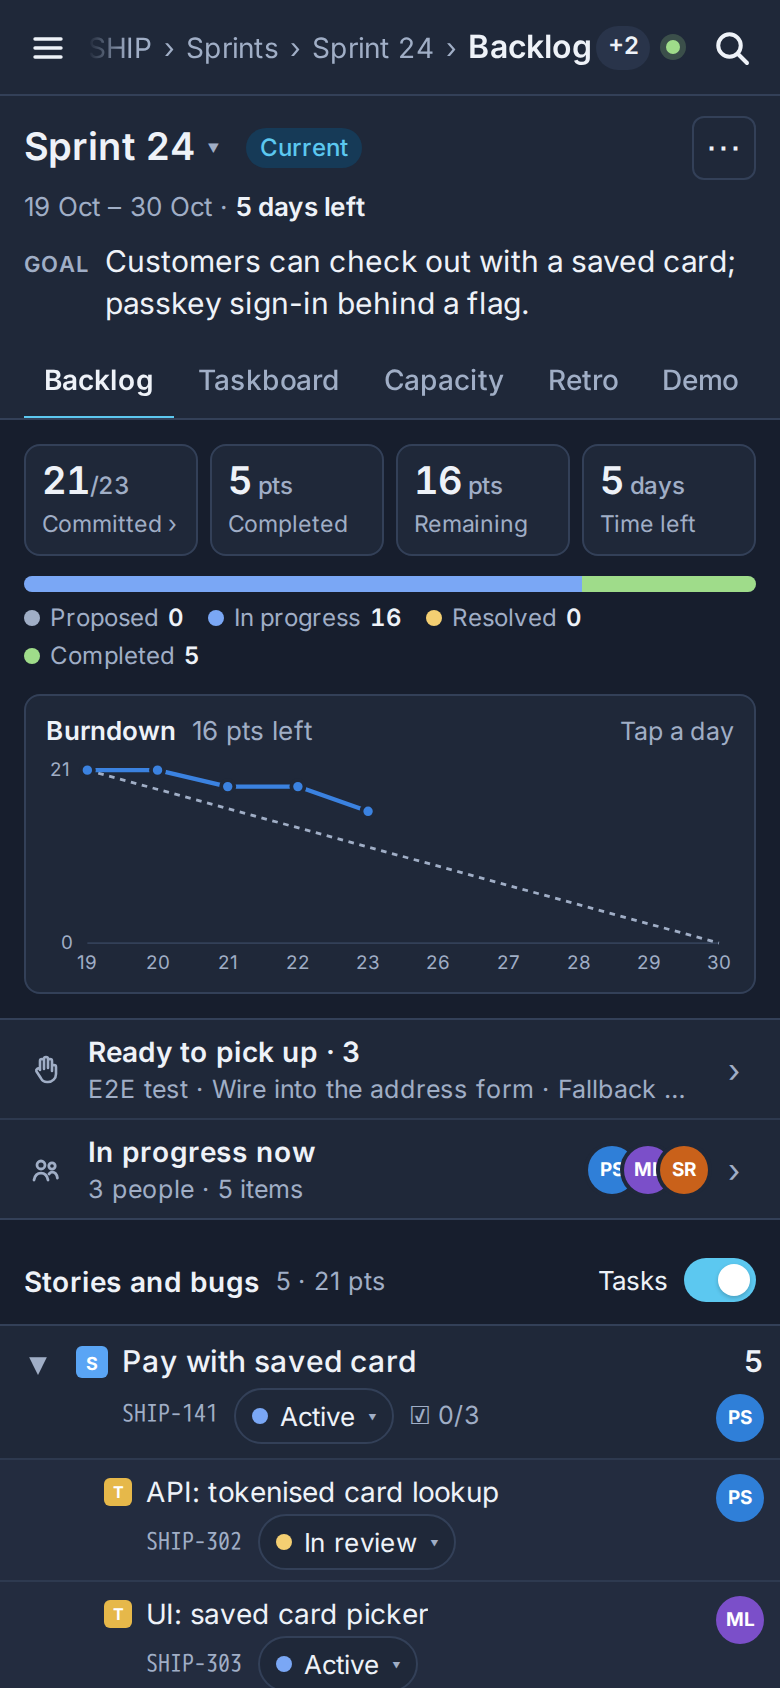 SHIP › Sprints › Sprint 24 › Backlog +2
Sprint 24 ▾ Current ···
19 Oct – 30 Oct · 5 days left
GOAL Customers can check out with a saved card;
passkey sign-in behind a flag.
Backlog Taskboard Capacity Retro Demo
21/23 5 pts 16 pts 5 days
Committed › Completed Remaining Time left
Proposed 0 In progress 16 Resolved 0
Completed 5
Burndown 16 pts left Tap a day
21
0
19 20 21 22 23 26 27 28 29 30
Ready to pick up · 3
E2E test · Wire into the address form · Fallback ... ›
In progress now
3 people · 5 items PS ML SR ›
Stories and bugs 5 · 21 pts Tasks
▼ S Pay with saved card 5
SHIP-141 Active ▾ ☑ 0/3 PS
T API: tokenised card lookup PS
SHIP-302 In review ▾
T UI: saved card picker ML
SHIP-303 Active ▾